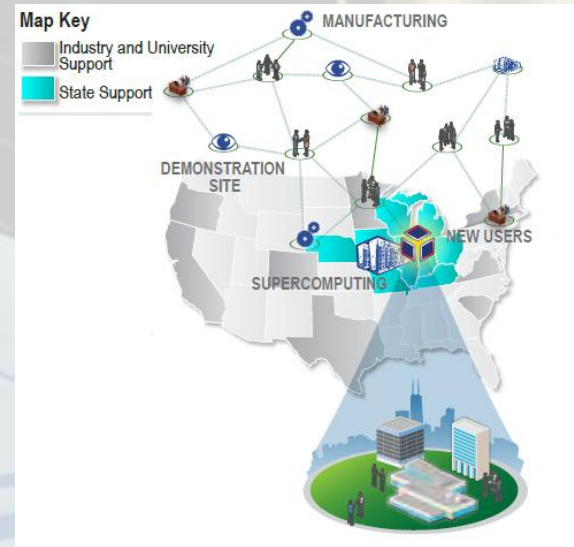 Map Key
Industry and University
Support
State Support
MANUFACTURING
DEMONSTRATION
SITE
NEW USERS
SUPERCOMPUTING